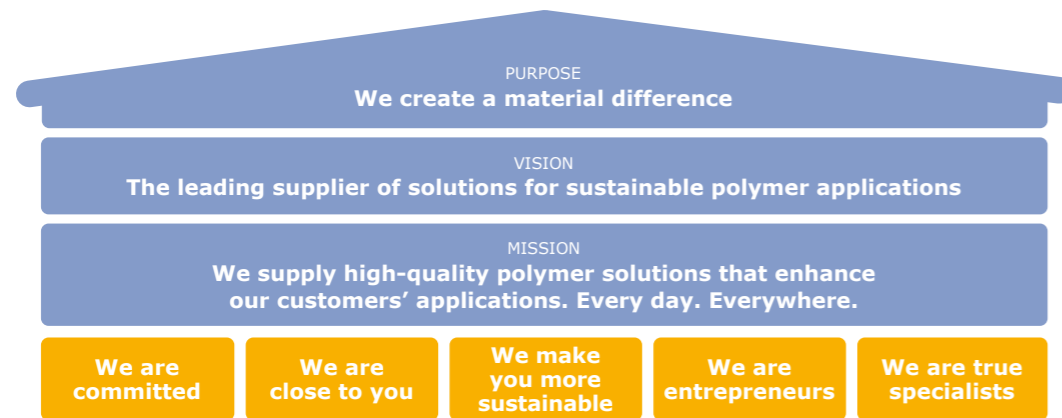 PURPOSE
We create a material difference
VISION
The leading supplier of solutions for sustainable polymer applications
MISSION
We supply high-quality polymer solutions that enhance
our customers’ applications. Every day. Everywhere.
We are
committed
We are
close to you
We make
you more
sustainable
We are
entrepreneurs
We are true
specialists